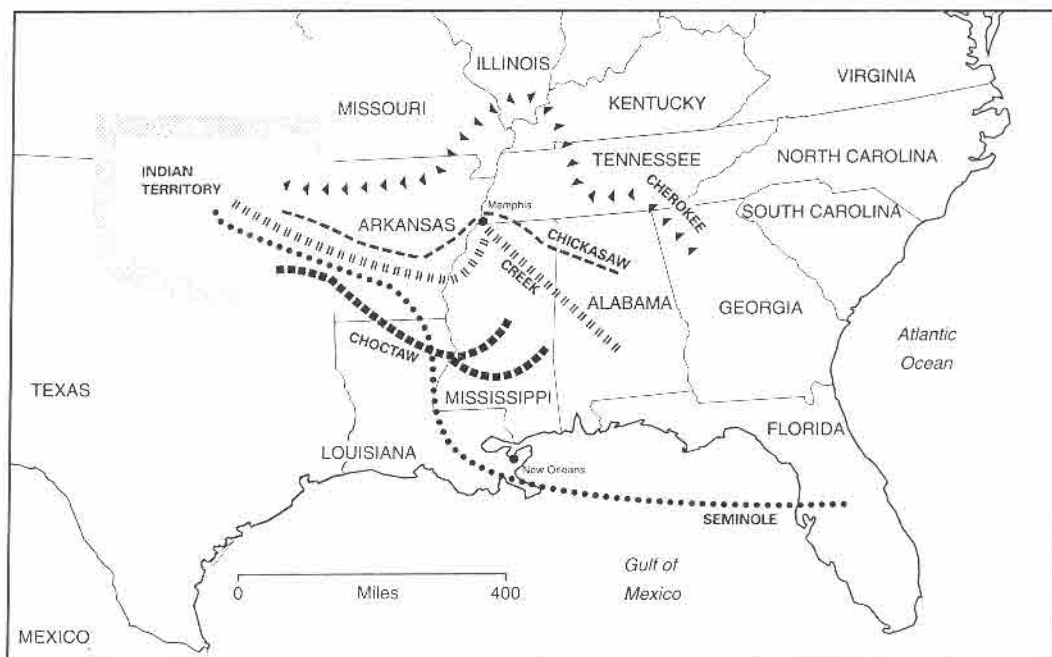 ILLINOIS
VIRGINIA
MISSOURI
KENTUCKY
TENNESSEE
NORTH CAROLINA
INDIAN
TERRITORY
CHEROKEE
Memphis
SOUTH CAROLINA
ARKANSAS
CHICKASAW
CREEK
ALABAMA
GEORGIA
CHOCTAW
Atlantic
Ocean
TEXAS
MISSISSIPPI
FLORIDA
LOUISIANA
New Orleans
SEMINOLE
Gulf of
Mexico
0 Miles 400
MEXICO